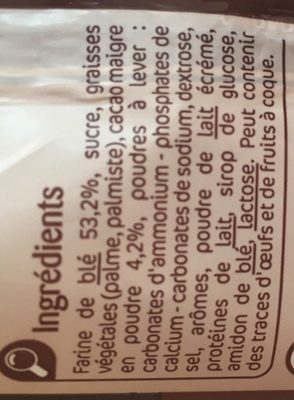 Ingrédients
Farine de blé 53,2%, sucre, graisses
végétales (palme, palmiste), cacao maigre
en poudre 4,2%, poudres à lever :
carbonates d'ammonium - phosphates de
calcium - carbonates de sodium, dextrose,
sel, arômes, poudre de lait écrémé,
protéines de lait, sirop de glucose,
amidon de blé, lactose. Peut contenir
des traces d'œufs et de fruits à coque.